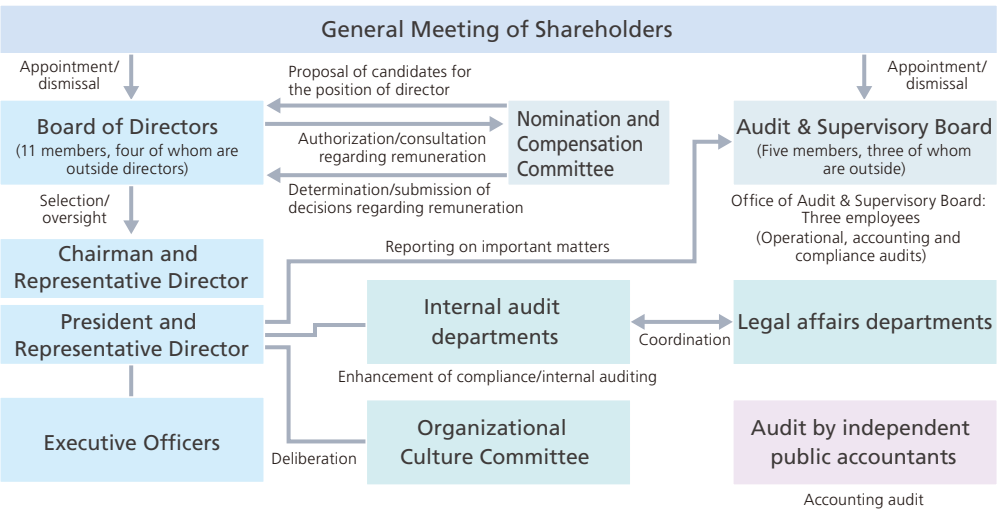 General Meeting of Shareholders
Appointment/
dismissal
Proposal of candidates for
the position of director
Appointment/
dismissal
Board of Directors
(11 members, four of whom are
outside directors)
Authorization/consultation
regarding remuneration
Nomination and
Compensation
Committee
Audit & Supervisory Board
(Five members, three of whom
are outside)
Selection/
oversight
Determination/submission of
decisions regarding remuneration
Office of Audit & Supervisory Board:
Three employees
(Operational, accounting and
compliance audits)
Chairman and
Representative Director
Reporting on important matters
President and
Representative Director
Internal audit
departments
Coordination
Legal affairs departments
Enhancement of compliance/internal auditing
Executive Officers
Deliberation
Organizational
Culture Committee
Audit by independent
public accountants
Accounting audit